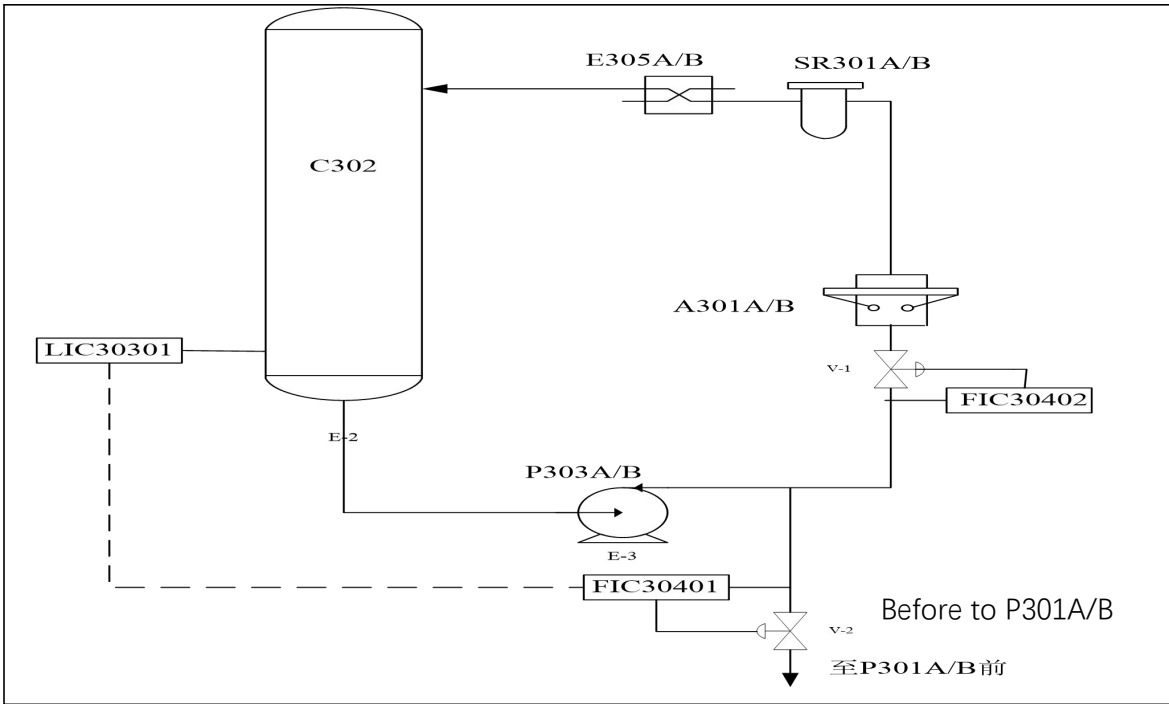 E305A/B
SR301A/B
C302
A301A/B
LIC30301
V-1
FIC30402
E-2
P303A/B
E-3
FIC30401
Before to P301A/B
V-2
至P301A/B前